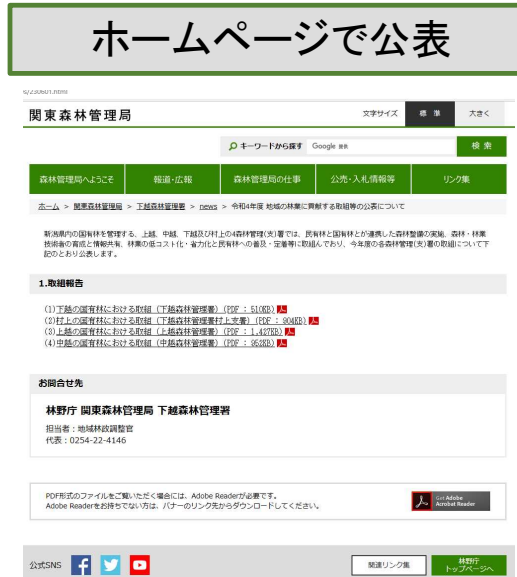 ホームページで公表
s/230601.html
関東森林管理局
文字サイズ 標準 大きく
キーワードから探す Google 提供 検索
森林管理局へようこそ 報道・広報 森林管理局の仕事 公売・入札情報等 リンク集
ホーム > 関東森林管理局 > 下越森林管理署 > news > 令和4年度 地域の林業に貢献する取組等の公表について
新潟県内の国有林を管理する、上越、中越、下越及び村上の4森林管理(支)署では、民有林と国有林とが連携した森林整備の実施、森林・林業
技術者の育成と情報共有、林業の低コスト化・省力化と民有林への普及・定着等に取組んでおり、今年度の各森林管理(支)署の取組について下
記のとおり公表します。
1.取組報告
(1)下越の国有林における取組(下越森林管理署)(PDF : 510KB)
(2)村上の国有林における取組(下越森林管理署村上支署)(PDF : 904KB)
(3)上越の国有林における取組(上越森林管理署)(PDF : 1,427KB)
(4)中越の国有林における取組(中越森林管理署)(PDF : 952KB)
お問合せ先
林野庁 関東森林管理局 下越森林管理署
担当者:地域林政調整官
代表:0254-22-4146
PDF形式のファイルをご覧いただく場合には、Adobe Readerが必要です。
Adobe Readerをお持ちでない方は、バナーのリンク先からダウンロードしてください。
Get Adobe
Acrobat Reader
公式SNS
関連リンク集
林野庁
トップページへ